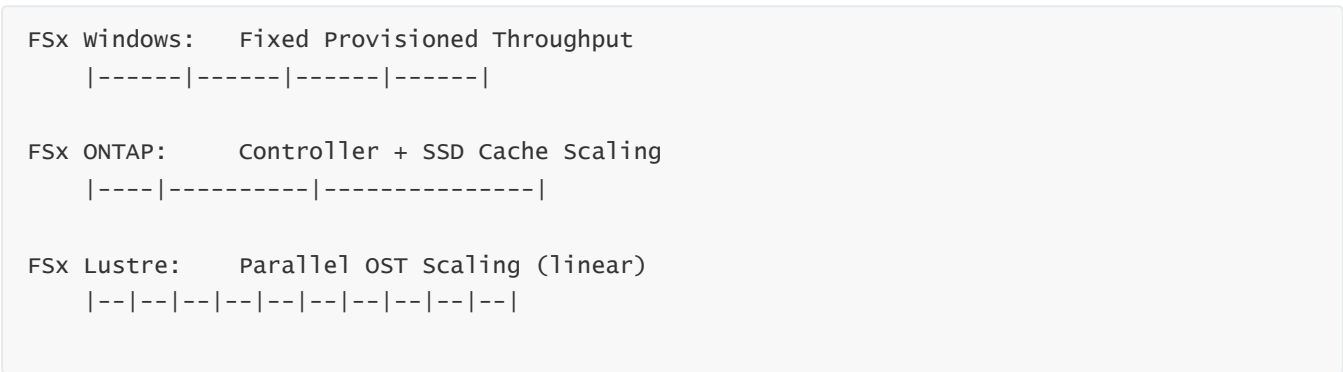 FSx Windows:   Fixed Provisioned Throughput
    |------|------|------|------|
FSx ONTAP:     Controller + SSD Cache Scaling
    |----|----------|---------------|
FSx Lustre:    Parallel OST Scaling (linear)
    |--|--|--|--|--|--|--|--|--|--|